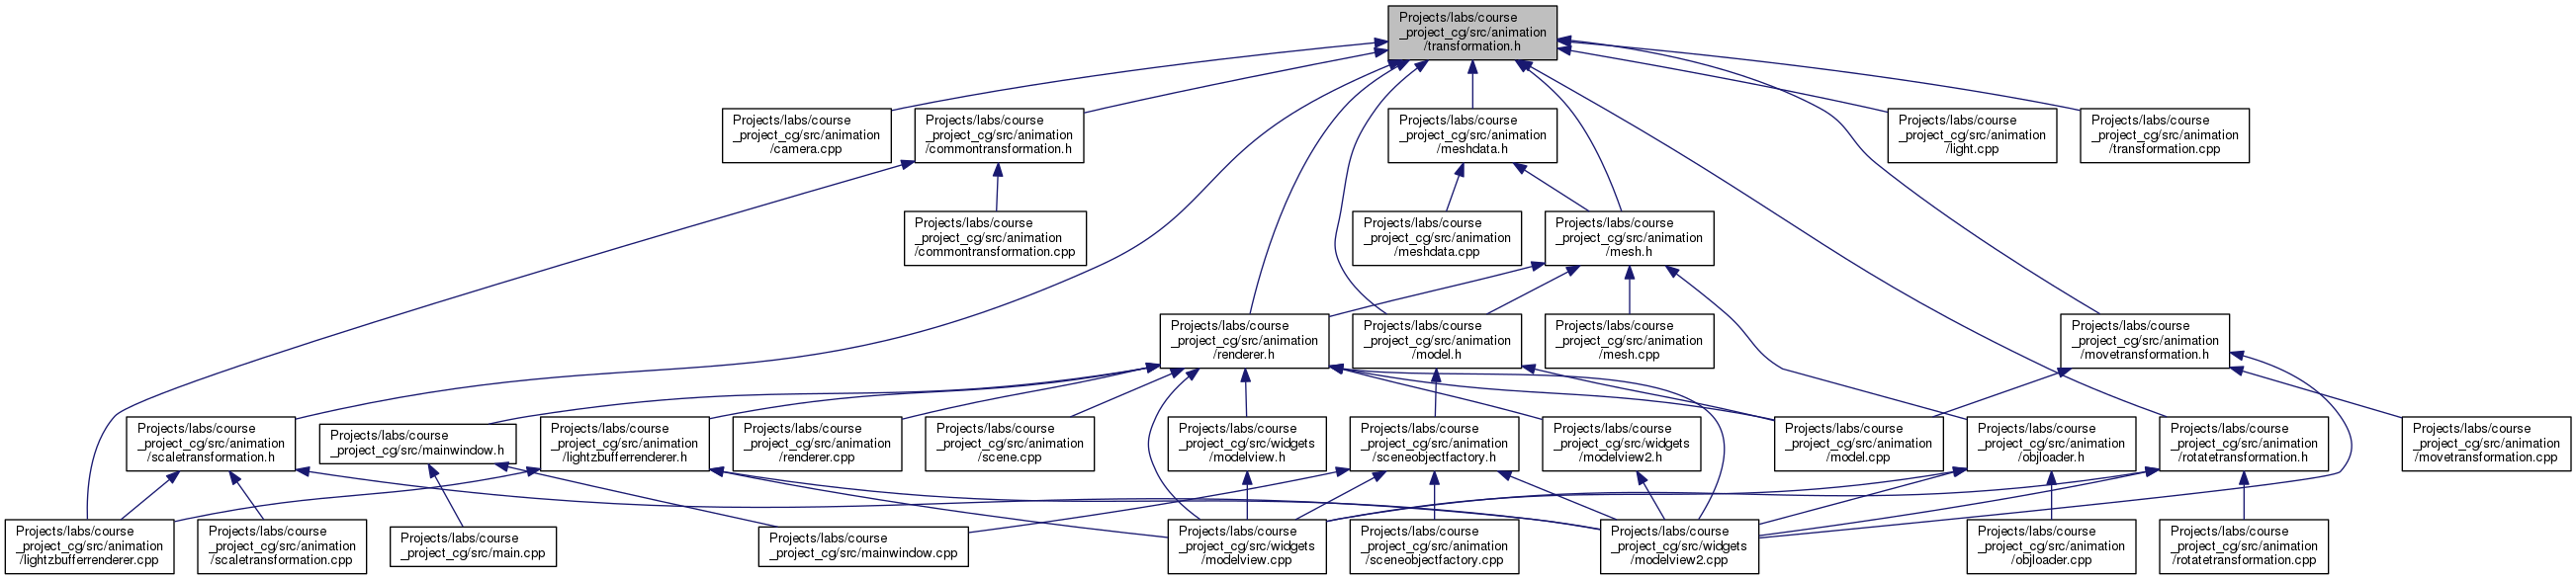 Projects/labs/course
_project_cg/src/animation
/transformation.h
Projects/labs/course
_project_cg/src/animation
/camera.cpp
Projects/labs/course
_project_cg/src/animation
/commontransformation.h
Projects/labs/course
_project_cg/src/animation
/meshdata.h
Projects/labs/course
_project_cg/src/animation
/light.cpp
Projects/labs/course
_project_cg/src/animation
/transformation.cpp
Projects/labs/course
_project_cg/src/animation
/commontransformation.cpp
Projects/labs/course
_project_cg/src/animation
/meshdata.cpp
Projects/labs/course
_project_cg/src/animation
/mesh.h
Projects/labs/course
_project_cg/src/animation
/renderer.h
Projects/labs/course
_project_cg/src/animation
/model.h
Projects/labs/course
_project_cg/src/animation
/mesh.cpp
Projects/labs/course
_project_cg/src/animation
/movetransformation.h
Projects/labs/course
_project_cg/src/animation
/scaletransformation.h
Projects/labs/course
_project_cg/src/mainwindow.h
Projects/labs/course
_project_cg/src/animation
/lightzbufferrenderer.h
Projects/labs/course
_project_cg/src/animation
/renderer.cpp
Projects/labs/course
_project_cg/src/animation
/scene.cpp
Projects/labs/course
_project_cg/src/widgets
/modelview.h
Projects/labs/course
_project_cg/src/animation
/sceneobjectfactory.h
Projects/labs/course
_project_cg/src/widgets
/modelview2.h
Projects/labs/course
_project_cg/src/animation
/model.cpp
Projects/labs/course
_project_cg/src/animation
/objloader.h
Projects/labs/course
_project_cg/src/animation
/rotatetransformation.h
Projects/labs/course
_project_cg/src/animation
/movetransformation.cpp
Projects/labs/course
_project_cg/src/animation
/lightzbufferrenderer.cpp
Projects/labs/course
_project_cg/src/animation
/scaletransformation.cpp
Projects/labs/course
_project_cg/src/main.cpp
Projects/labs/course
_project_cg/src/mainwindow.cpp
Projects/labs/course
_project_cg/src/widgets
/modelview.cpp
Projects/labs/course
_project_cg/src/animation
/sceneobjectfactory.cpp
Projects/labs/course
_project_cg/src/widgets
/modelview2.cpp
Projects/labs/course
_project_cg/src/animation
/objloader.cpp
Projects/labs/course
_project_cg/src/animation
/rotatetransformation.cpp